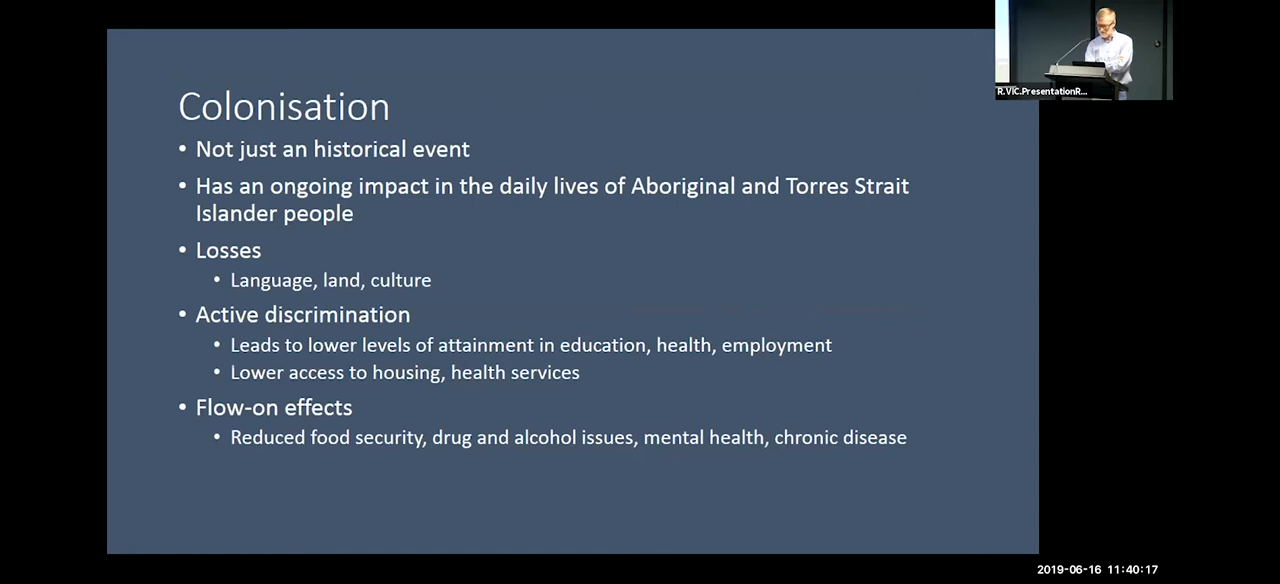 Colonisation
• Not just an historical event
• Has an ongoing impact in the daily lives of Aboriginal and Torres Strait
Islander people
• Losses
• Language, land, culture
• Active discrimination
• Leads to lower levels of attainment in education, health, employment
• Lower access to housing, health services
• Flow-on effects
• Reduced food security, drug and alcohol issues, mental health, chronic disease
R.VIC.PresentationR...
2019-06-16 11:40:17